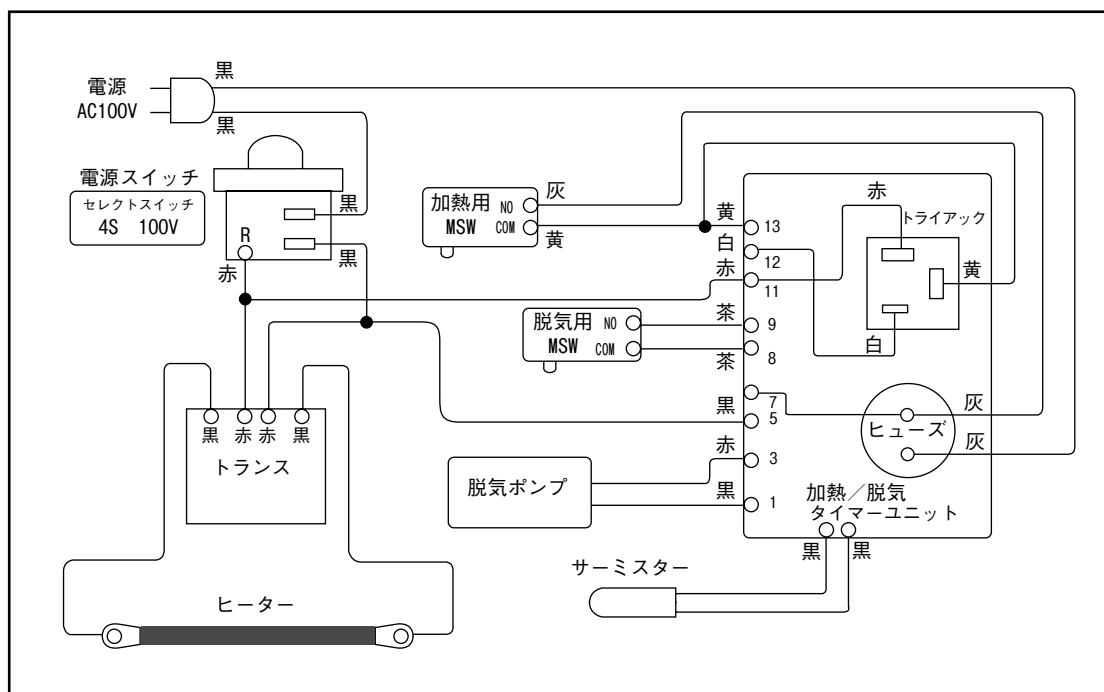 電源
AC100V
黒
黒
電源スイッチ
セレクトスイッチ
4S 100V
黒
黒
R
赤
加熱用 NO
MSW COM
灰
黄
脱気用 NO
MSW COM
茶
茶
黄
白
赤
黒
赤
黒
13
12
11
9
8
7
5
3
1
赤
トライアック
黄
白
ヒューズ
灰
灰
加熱／脱気
タイマーユニット
黒 黒
黒 赤 赤 黒
トランス
脱気ポンプ
サーミスター
ヒーター